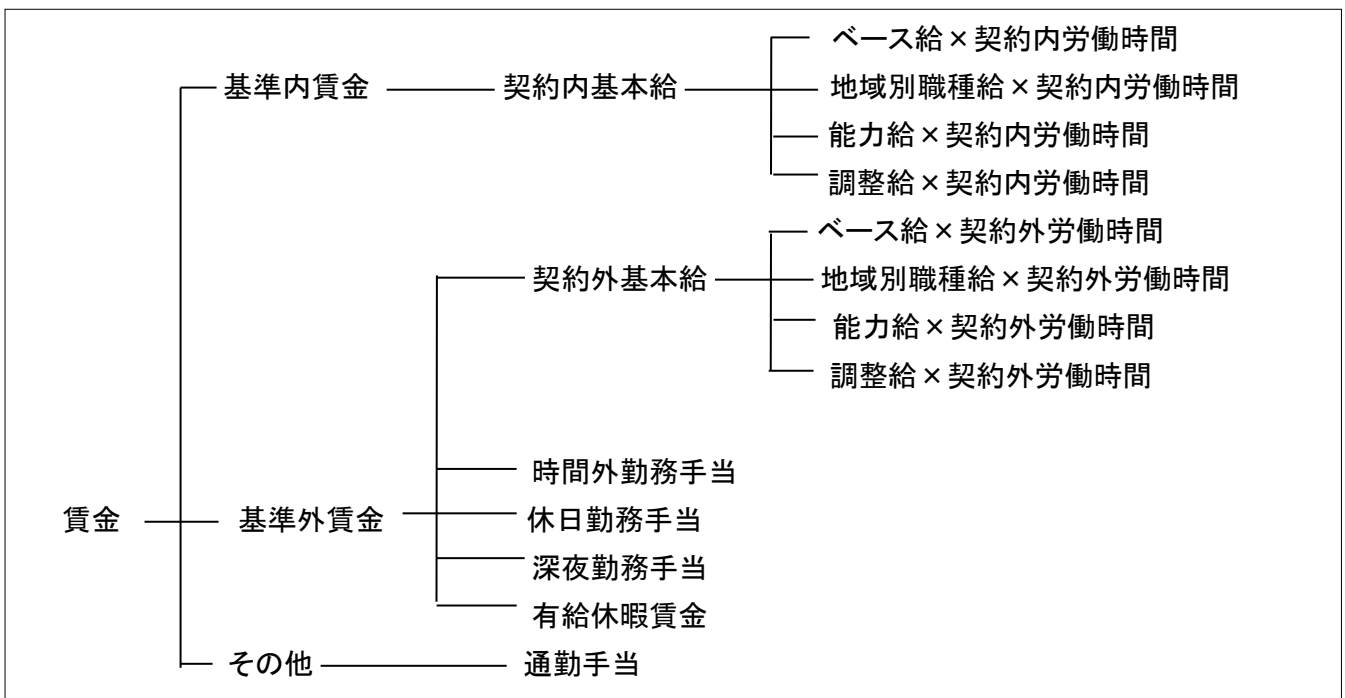 ベース給×契約内労働時間
基準内賃金 契約内基本給 地域別職種給×契約内労働時間
能力給×契約内労働時間
調整給×契約内労働時間
ベース給×契約外労働時間
契約外基本給 地域別職種給×契約外労働時間
能力給×契約外労働時間
調整給×契約外労働時間
時間外勤務手当
賃金 基準外賃金 休日勤務手当
深夜勤務手当
有給休暇賃金
その他 通勤手当